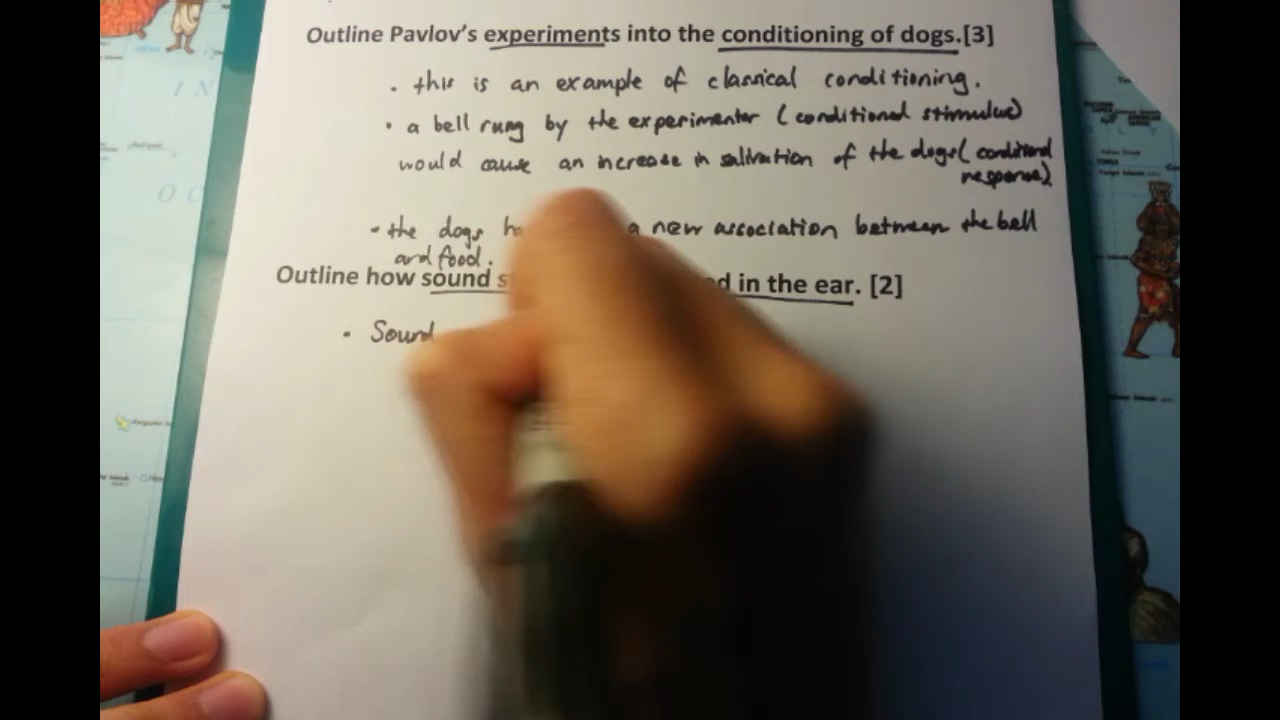 Outline Pavlov's experiments into the conditioning of dogs.[3]
. this is an example of classical conditioning.
• a bell rung by the experimenter (conditional stimulus)
would cause an increase in salivation of the dogs (conditional
response).
• the dogs a new association between the bell
and food.
Outline how sound in the ear. [2]
• Sound
I N
O C